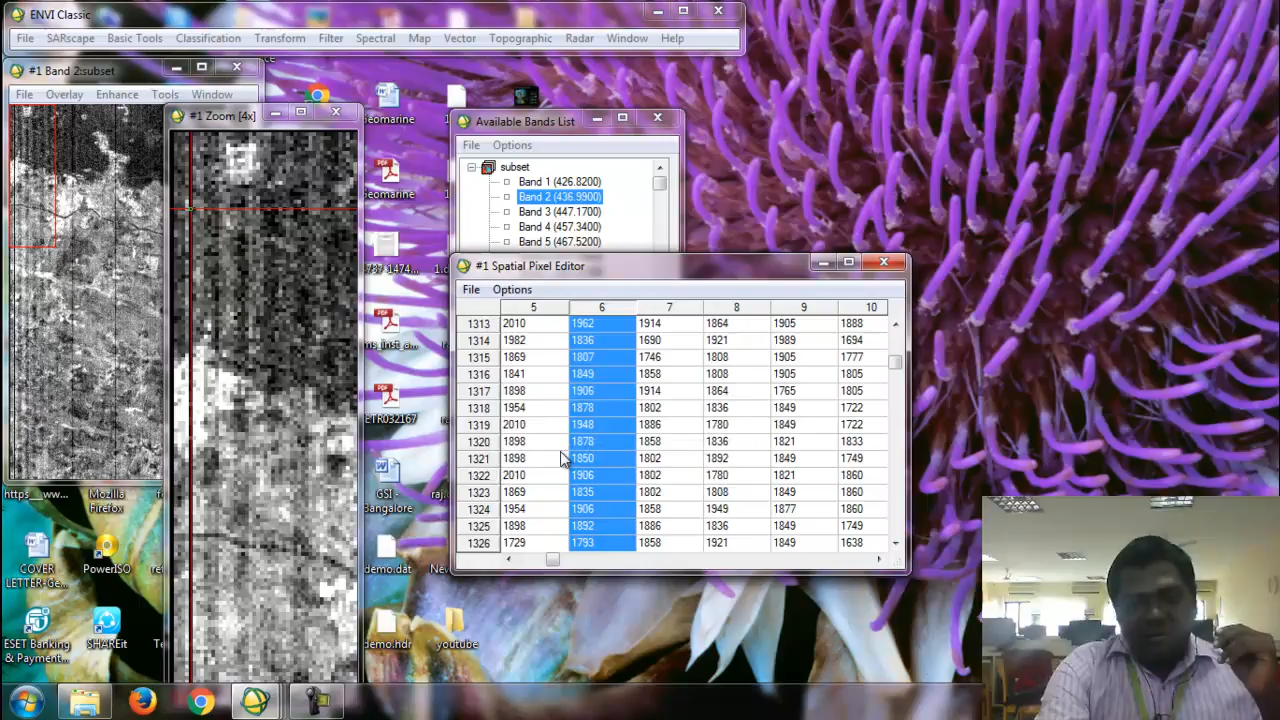 ENVI Classic
File SARscape Basic Tools Classification Transform Filter Spectral Map Vector Topographic Radar Window Help
#1 Band 2:subset
File Overlay Enhance Tools Window
#1 Zoom [4x]
Geomarine
Geomarine
ETR032167
GSI -
Bangalore
demo.dat
demo.hdr
youtube
Available Bands List
File Options
subset
Band 1 (426.8200)
Band 2 (436.9900)
Band 3 (447.1700)
Band 4 (457.3400)
Band 5 (467.5200)
#1 Spatial Pixel Editor
File Options
5 6 7 8 9 10
1313 2010 1962 1914 1864 1905 1888
1314 1982 1836 1690 1921 1989 1694
1315 1869 1807 1746 1808 1905 1777
1316 1841 1849 1858 1808 1905 1805
1317 1898 1906 1914 1864 1765 1805
1318 1954 1878 1802 1836 1849 1722
1319 2010 1948 1886 1780 1849 1722
1320 1898 1878 1858 1836 1821 1833
1321 1898 1850 1802 1892 1849 1749
1322 2010 1906 1802 1780 1821 1860
1323 1869 1835 1802 1808 1849 1860
1324 1954 1906 1858 1949 1877 1860
1325 1898 1892 1886 1836 1849 1749
1326 1729 1793 1858 1921 1849 1638
https___ww...
Mozilla
Firefox
COVER
LETTER-Ge...
PowerISO
ESET Banking
& Payment...
SHAREit